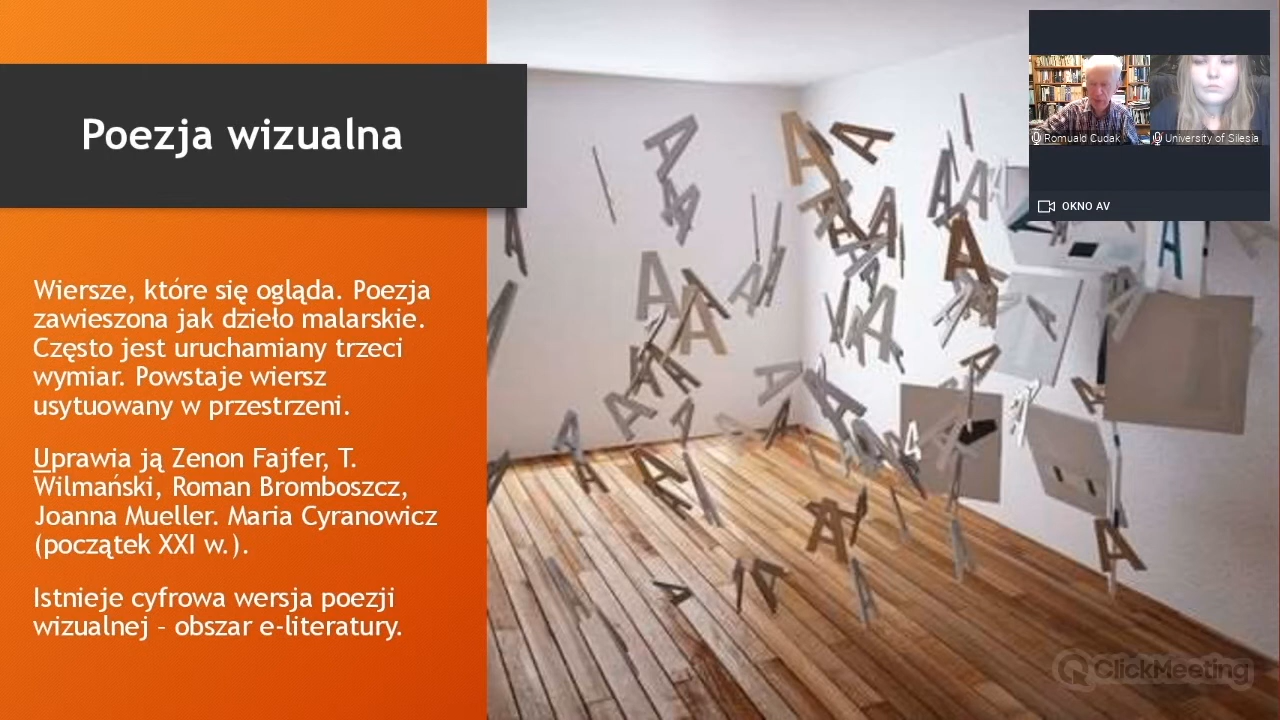 Poezja wizualna
Wiersze, które się ogląda. Poezja
zawieszona jak dzieło malarskie.
Często jest uruchamiany trzeci
wymiar. Powstaje wiersz
usytuowany w przestrzeni.
Uprawia ją Zenon Fajfer, T.
Wilmański, Roman Bromboszcz,
Joanna Mueller. Maria Cyranowicz
(początek XXI w.).
Istnieje cyfrowa wersja poezji
wizualnej – obszar e-literatury.
Romuald Cudak
University of Silesia
OKNO AV
ClickMeeting